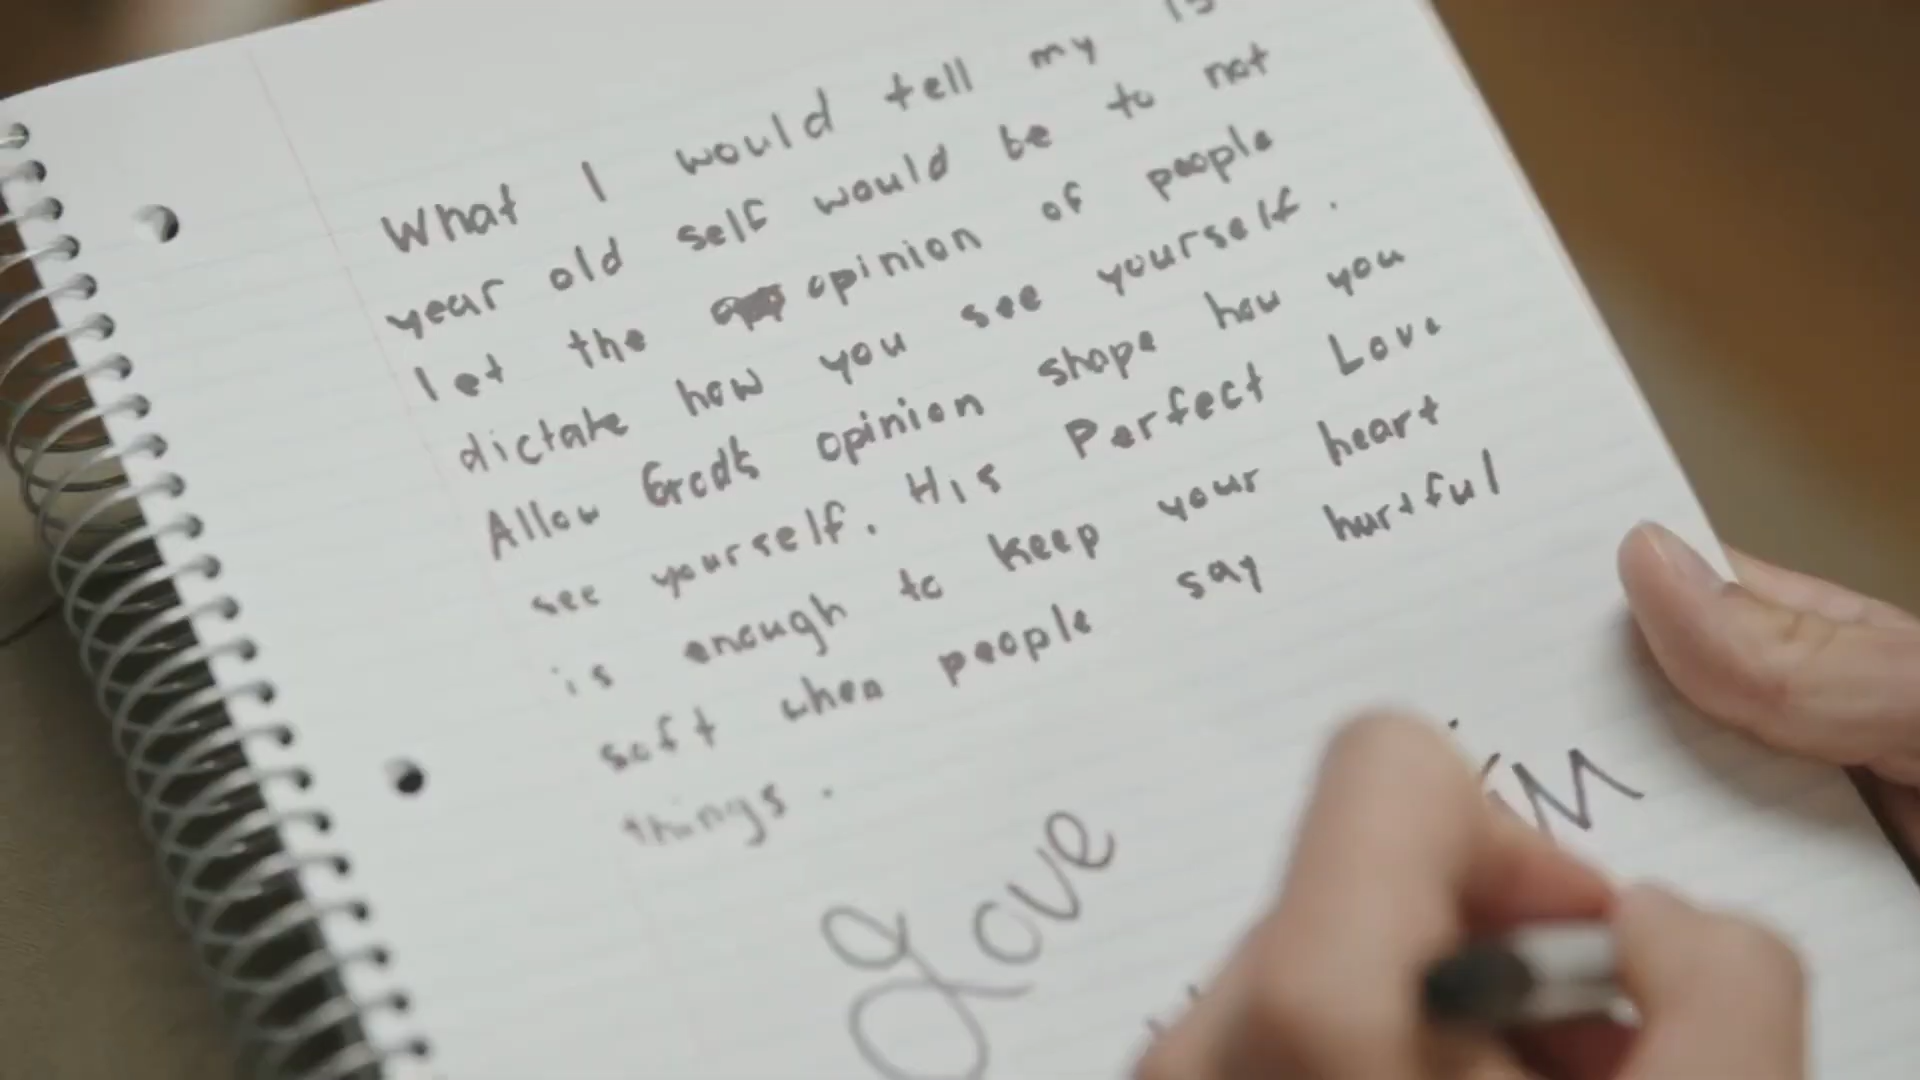 What I would tell my 15
year old self would be to not
let the opinion of people
dictate how you see yourself.
Allow God's opinion shape how you
see yourself. His Perfect Love
is enough to keep your heart
soft when people say hurtful
things.
Love